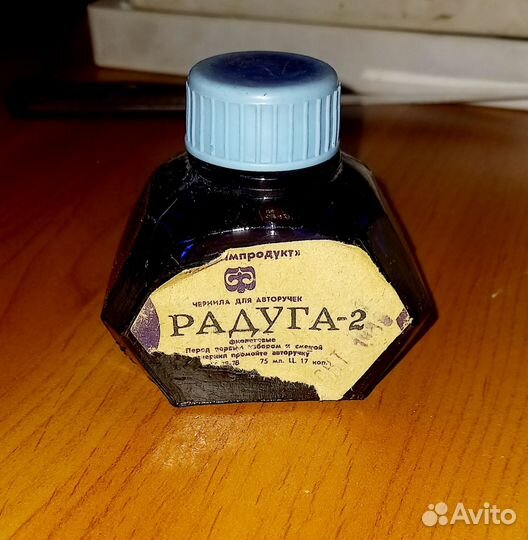 импродукт»
ЧЕРНИЛА ДЛЯ АВТОРУЧЕК
РАДУГА-2
фиолетовые
Перед первым набором и сменой
чернил промойте авторучку
-78 75 мл. Ц. 17 коп.
Avito